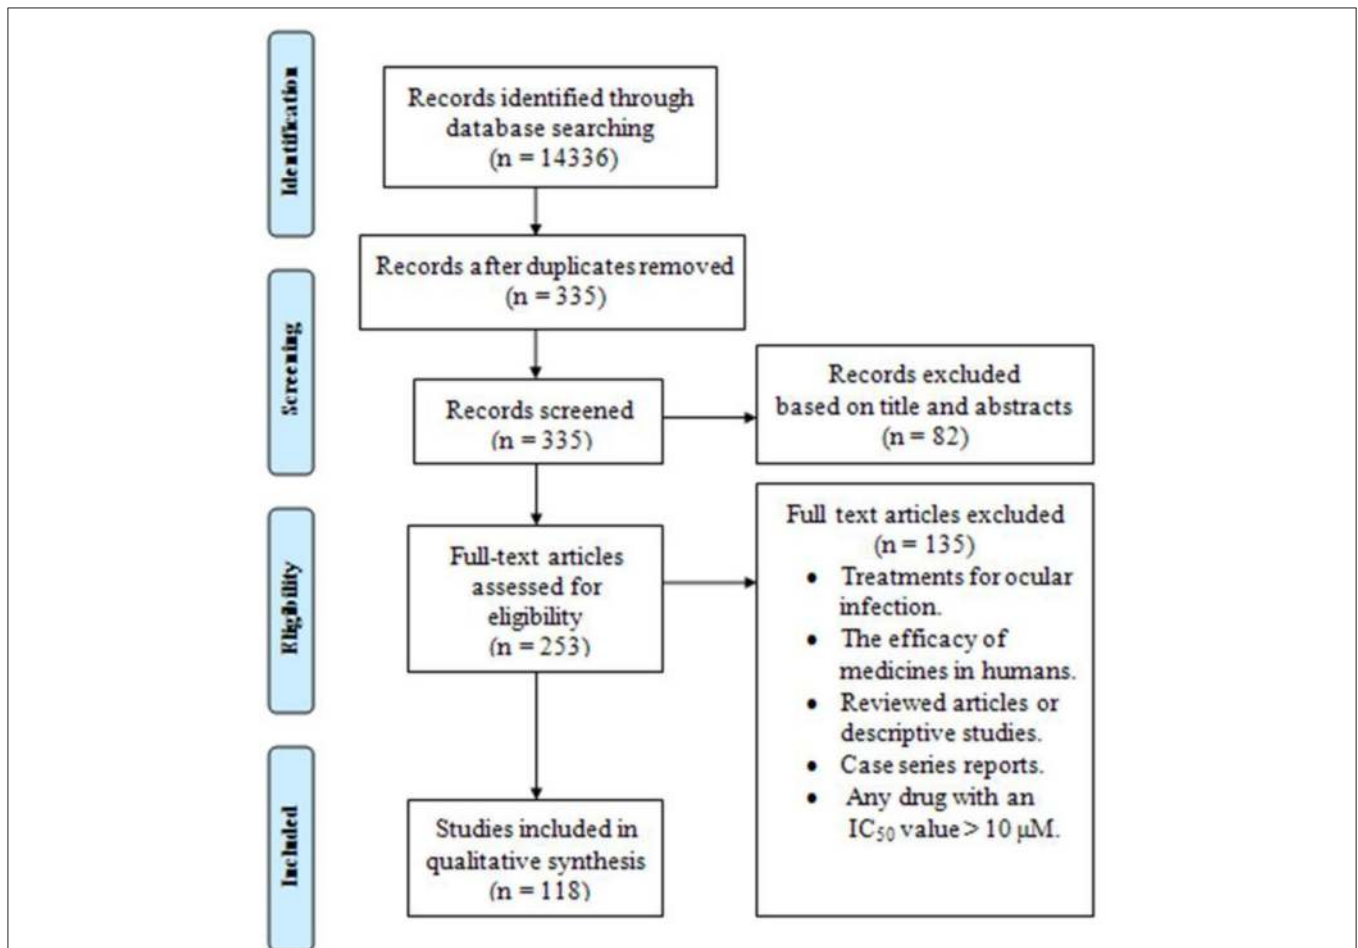 Identification
Records identified through
database searching
(n = 14336)
Records after duplicates removed
(n = 335)
Screening
Records screened
(n = 335)
Records excluded
based on title and abstracts
(n = 82)
Eligibility
Full-text articles
assessed for
eligibility
(n = 253)
Full text articles excluded
(n = 135)
• Treatments for ocular
infection.
• The efficacy of
medicines in humans.
• Reviewed articles or
descriptive studies.
• Case series reports.
• Any drug with an
IC50 value > 10 µM.
Included
Studies included in
qualitative synthesis
(n = 118)